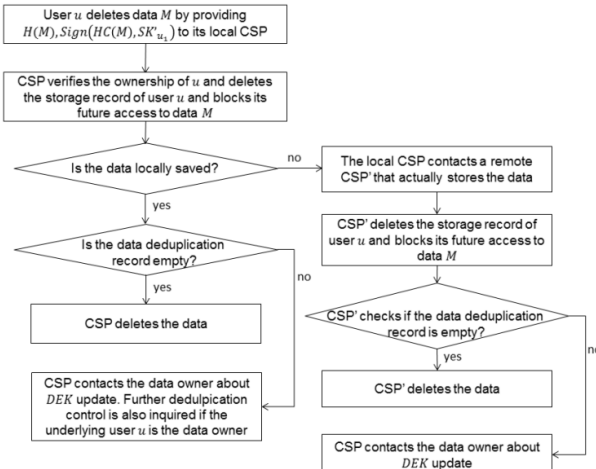 User u deletes data M by providing
H(M), Sign(HC(M), SK'u₁) to its local CSP
CSP verifies the ownership of u and deletes
the storage record of user u and blocks its
future access to data M
Is the data locally saved?
no
The local CSP contacts a remote
CSP' that actually stores the data
yes
CSP' deletes the storage record of
user u and blocks its future access to
data M
Is the data deduplication
record empty?
no
yes
CSP deletes the data
CSP' checks if the data deduplication
record is empty?
no
yes
CSP contacts the data owner about
DEK update. Further dedulpication
control is also inquired if the
underlying user u is the data owner
CSP' deletes the data
CSP contacts the data owner about
DEK update